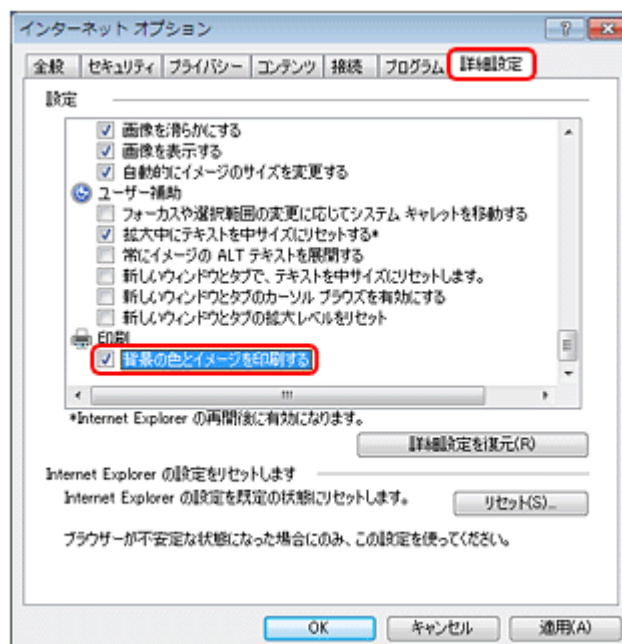 インターネット オプション
全般 セキュリティ プライバシー コンテンツ 接続 プログラム 詳細設定
設定
画像を滑らかにする
画像を表示する
自動的にイメージのサイズを変更する
ユーザー補助
フォーカスや選択範囲の変更に応じてシステム キャレットを移動する
拡大中にテキストを中サイズにリセットする*
常にイメージの ALT テキストを展開する
新しいウィンドウとタブで、テキストを中サイズにリセットします。
新しいウィンドウとタブのカーソル ブラウズを有効にする
新しいウィンドウとタブの拡大レベルをリセット
印刷
背景の色とイメージを印刷する
*Internet Explorer の再開後に有効になります。
詳細設定を復元(R)
Internet Explorer の設定をリセットします
Internet Explorer の設定を既定の状態にリセットします。
リセット(S)...
ブラウザーが不安定な状態になった場合にのみ、この設定を使ってください。
OK キャンセル 適用(A)